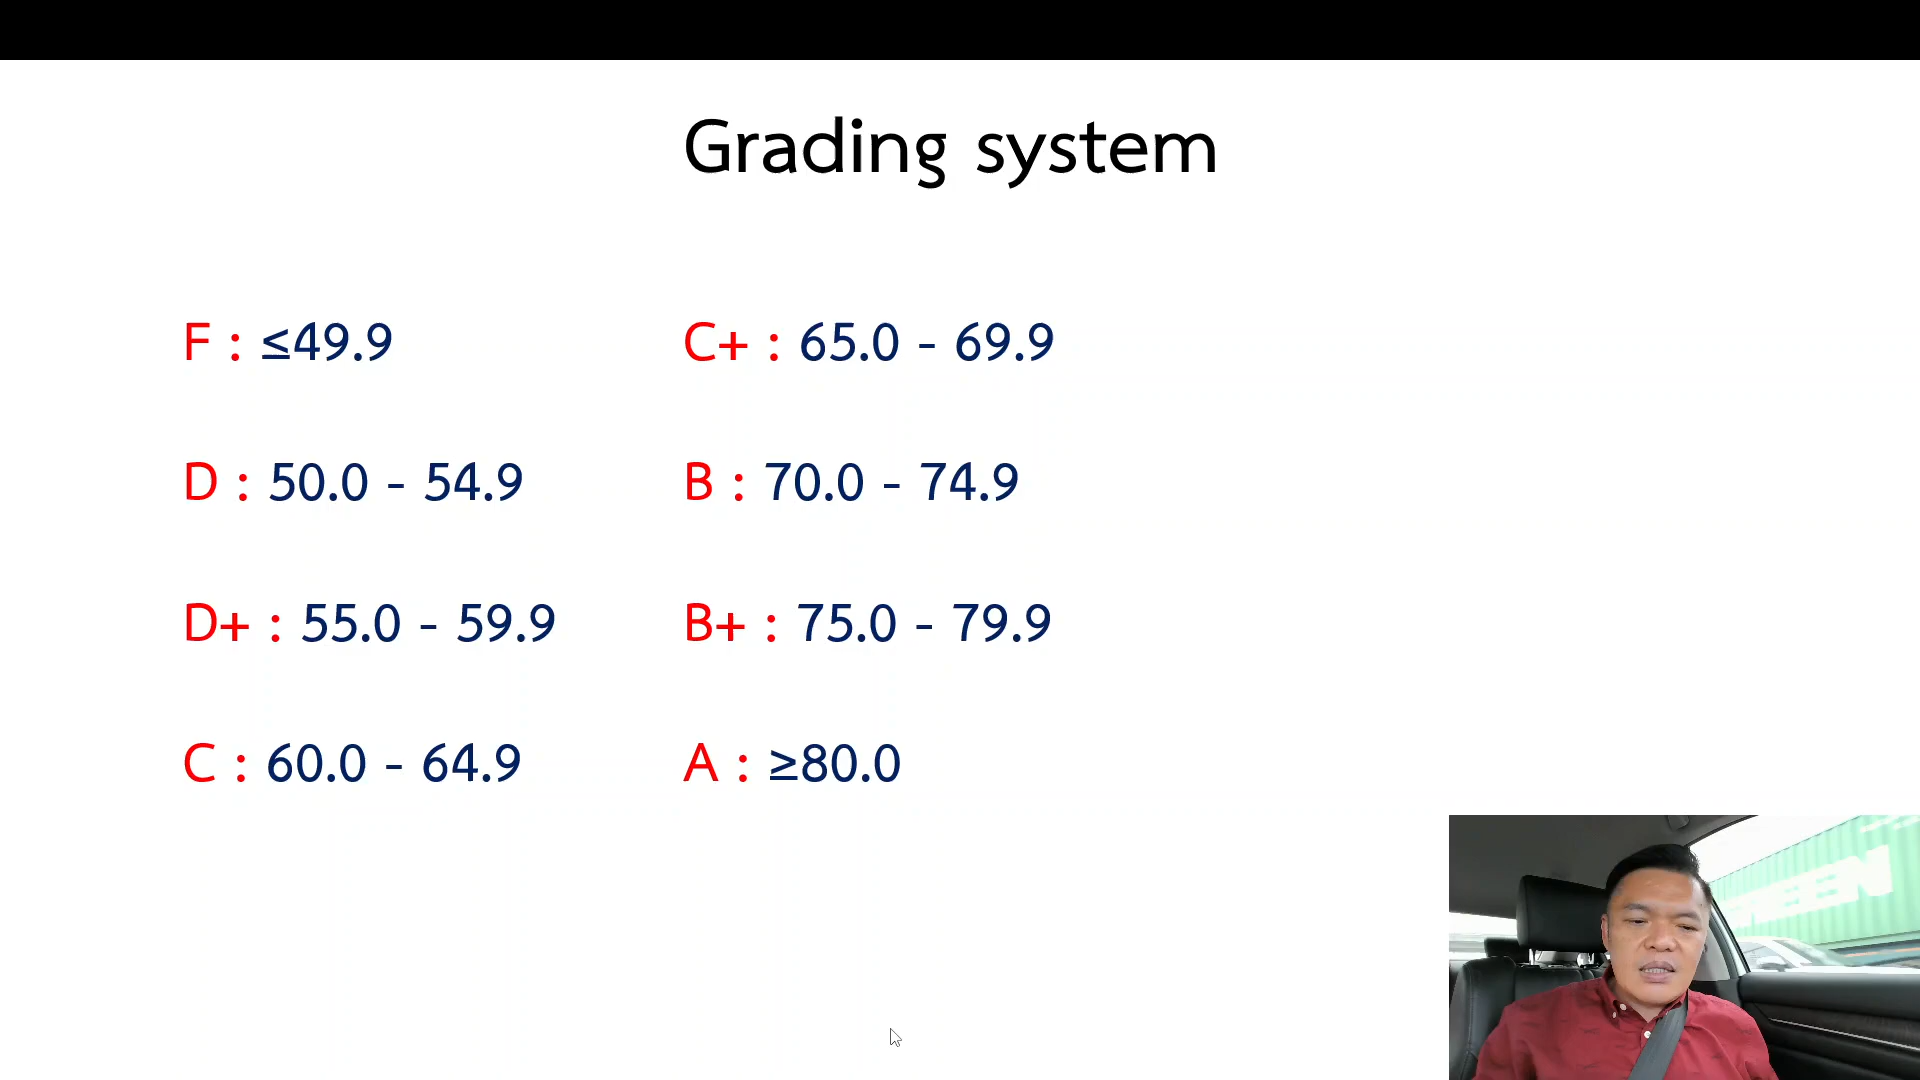 Grading system
F : ≤49.9
D : 50.0 - 54.9
D+ : 55.0 - 59.9
C : 60.0 - 64.9
C+ : 65.0 - 69.9
B : 70.0 - 74.9
B+ : 75.0 - 79.9
A : ≥80.0